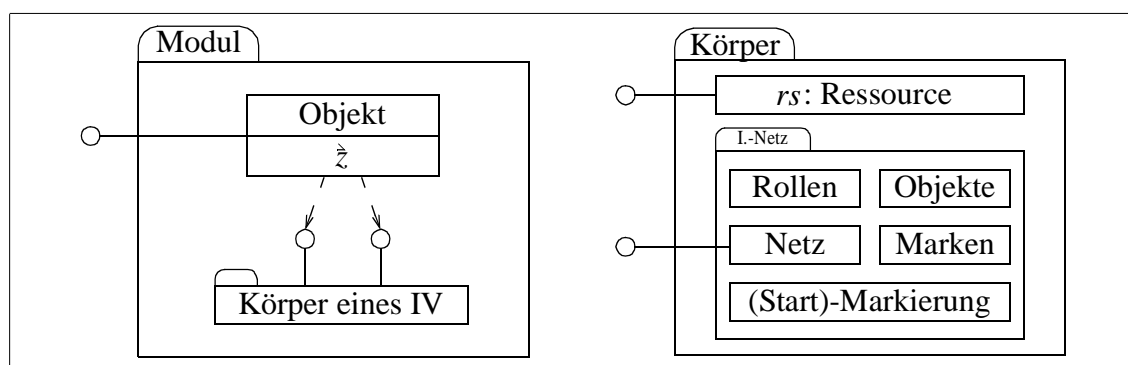 Modul
Objekt
z
Körper eines IV
Körper
rs: Ressource
I.-Netz
Rollen
Objekte
Netz
Marken
(Start)-Markierung